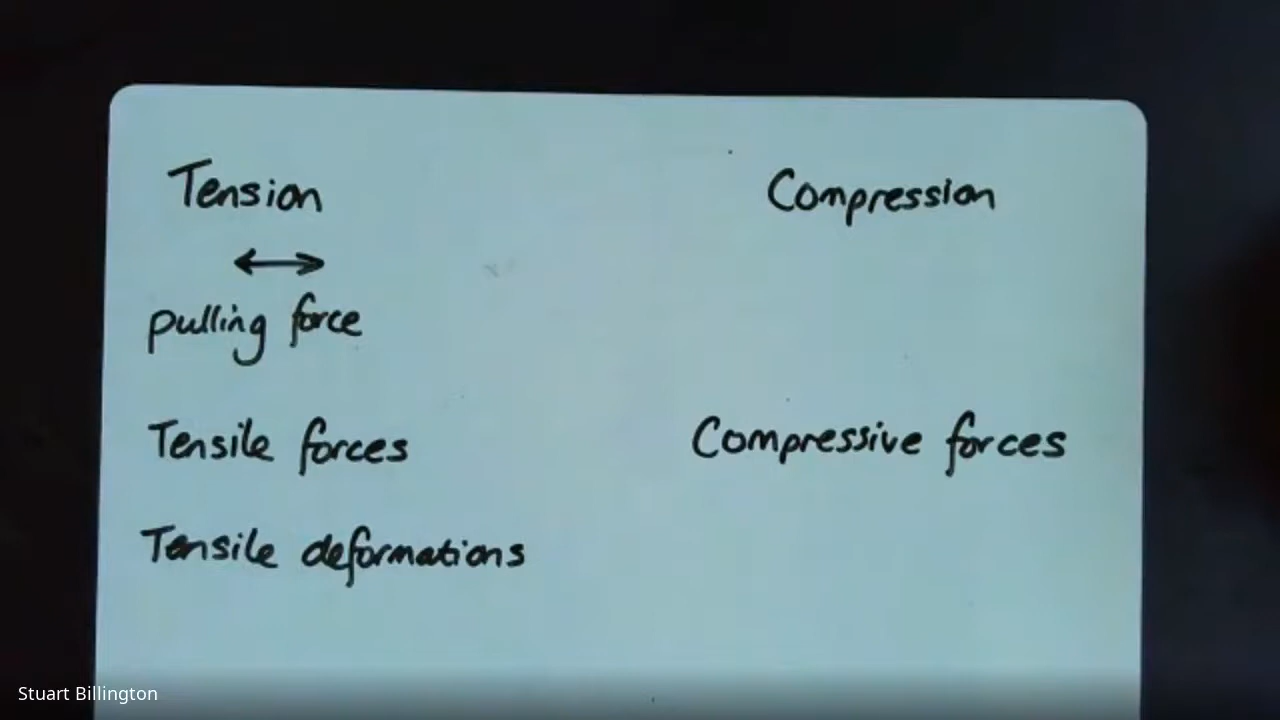 Tension
Compression
pulling force
Tensile forces
Compressive forces
Tensile deformations
Stuart Billington